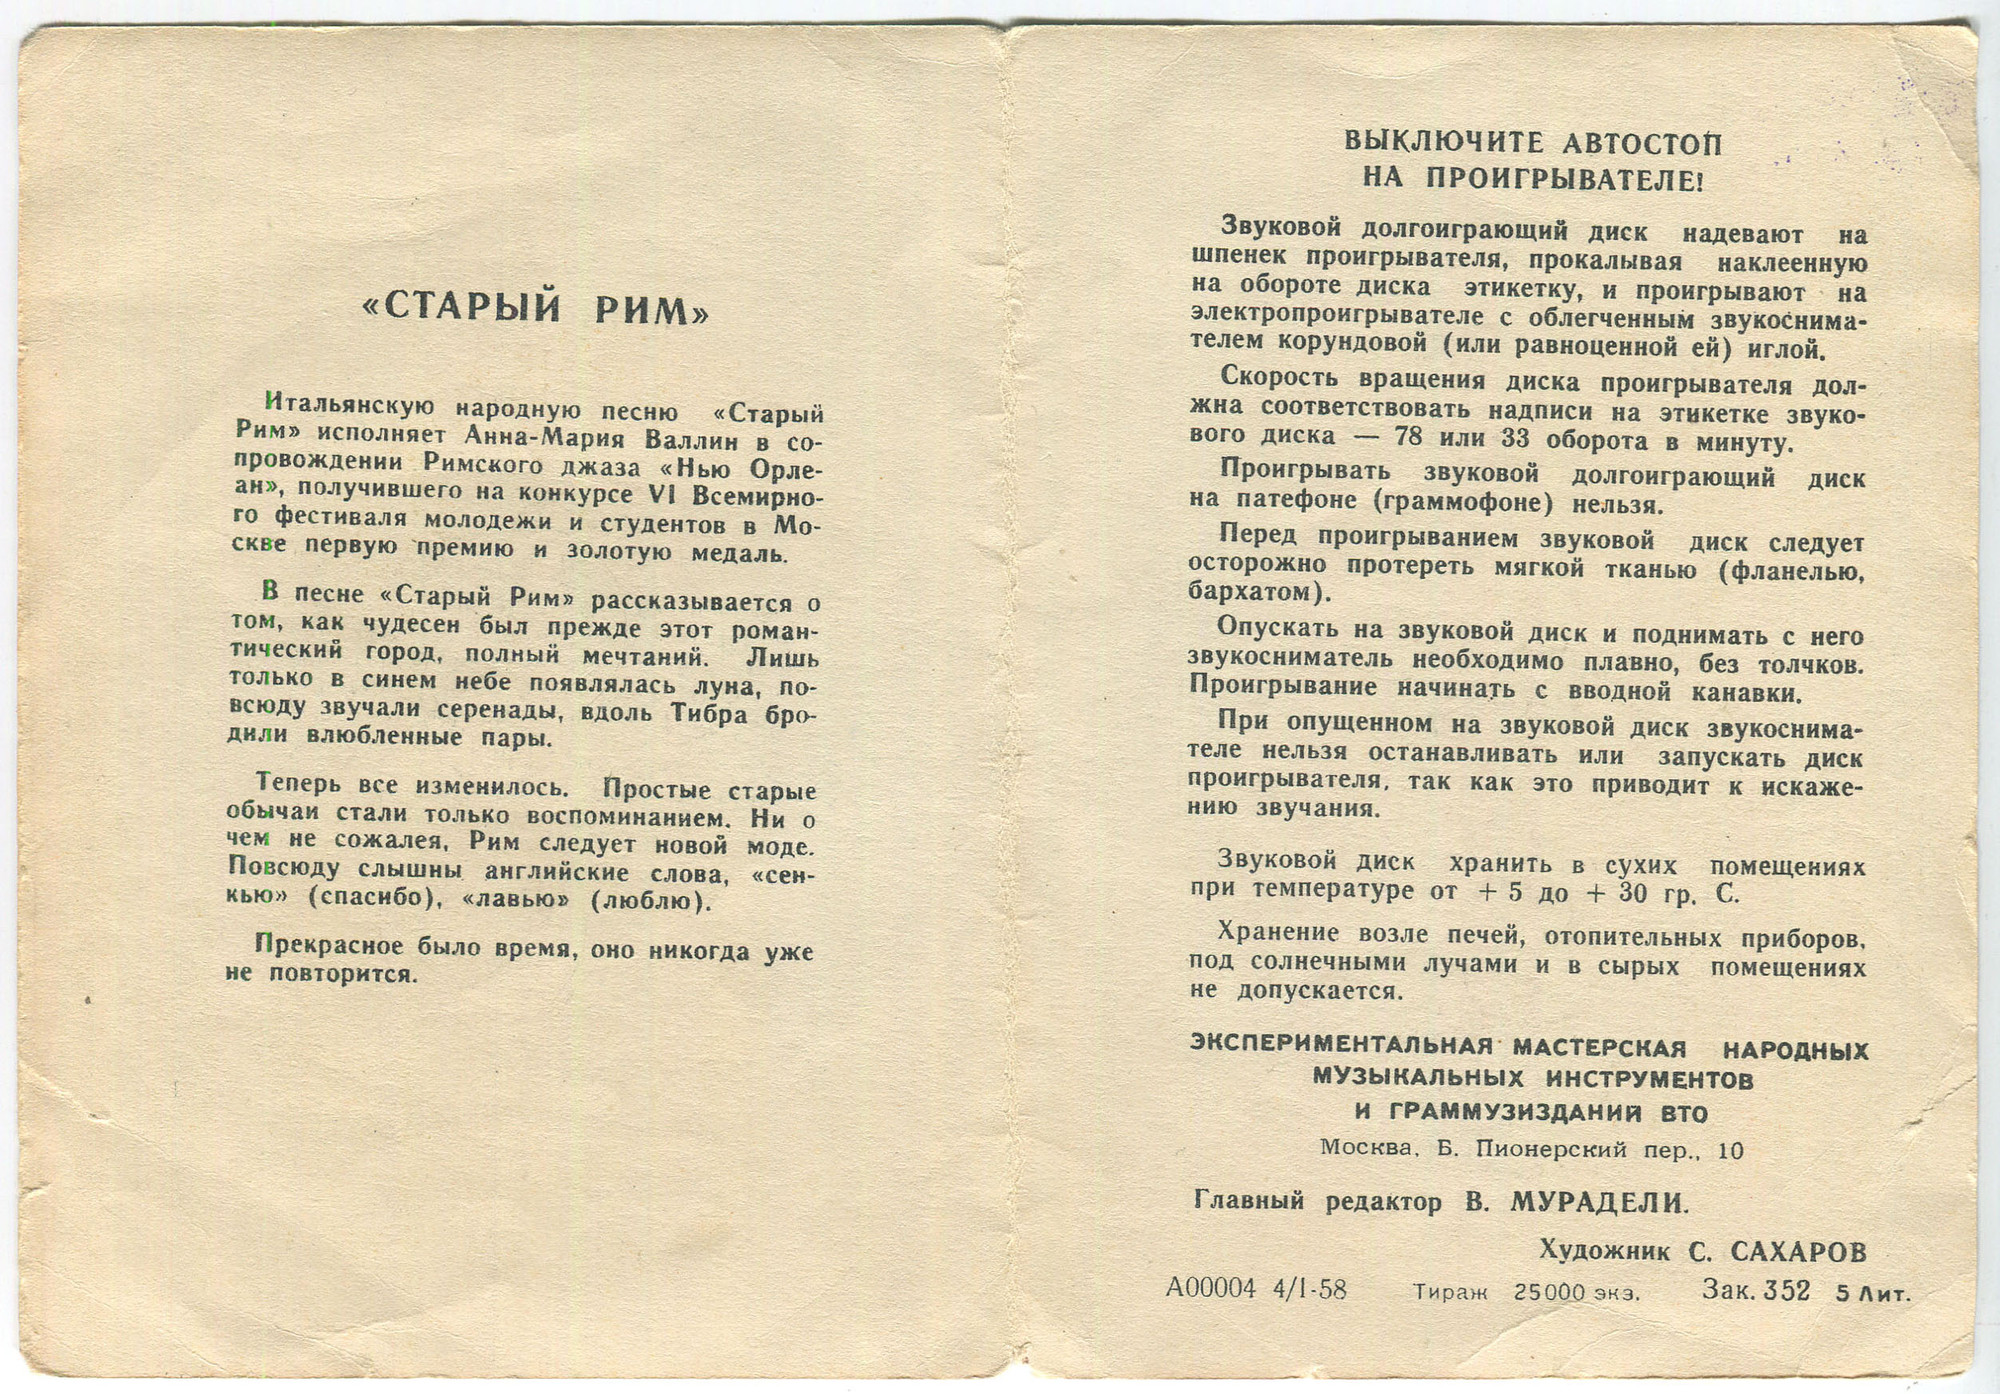 «СТАРЫЙ РИМ»
Итальянскую народную песню «Старый
Рим» исполняет Анна-Мария Валлин в со-
провождении Римского джаза «Нью Орле-
ан», получившего на конкурсе VI Всемирно-
го фестиваля молодежи и студентов в Мо-
скве первую премию и золотую медаль.
В песне «Старый Рим» рассказывается о
том, как чудесен был прежде этот роман-
тический город, полный мечтаний. Лишь
только в синем небе появлялась луна, по-
всюду звучали серенады, вдоль Тибра бро-
дили влюбленные пары.
Теперь все изменилось. Простые старые
обычаи стали только воспоминанием. Ни о
чем не сожалея, Рим следует новой моде.
Повсюду слышны английские слова, «сен-
кью» (спасибо), «лавью» (люблю).
Прекрасное было время, оно никогда уже
не повторится.
ВЫКЛЮЧИТЕ АВТОСТОП
НА ПРОИГРЫВАТЕЛЕ!
Звуковой долгоиграющий диск надевают на
шпенек проигрывателя, прокалывая наклеенную
на обороте диска этикетку, и проигрывают на
электропроигрывателе с облегченным звукоснима-
телем корундовой (или равноценной ей) иглой.
Скорость вращения диска проигрывателя дол-
жна соответствовать надписи на этикетке звуко-
вого диска — 78 или 33 оборота в минуту.
Проигрывать звуковой долгоиграющий диск
на патефоне (граммофоне) нельзя.
Перед проигрыванием звуковой диск следует
осторожно протереть мягкой тканью (фланелью,
бархатом).
Опускать на звуковой диск и поднимать с него
звукосниматель необходимо плавно, без толчков.
Проигрывание начинать с вводной канавки.
При опущенном на звуковой диск звукоснима-
теле нельзя останавливать или запускать диск
проигрывателя, так как это приводит к искаже-
нию звучания.
Звуковой диск хранить в сухих помещениях
при температуре от + 5 до + 30 гр. С.
Хранение возле печей, отопительных приборов,
под солнечными лучами и в сырых помещениях
не допускается.
ЭКСПЕРИМЕНТАЛЬНАЯ МАСТЕРСКАЯ НАРОДНЫХ
МУЗЫКАЛЬНЫХ ИНСТРУМЕНТОВ
И ГРАММУЗИЗДАНИЙ ВТО
Москва, Б. Пионерский пер., 10
Главный редактор В. МУРАДЕЛИ.
Художник С. САХАРОВ
А00004 4/I-58 Тираж 25000 экз. Зак. 352 5 Лит.